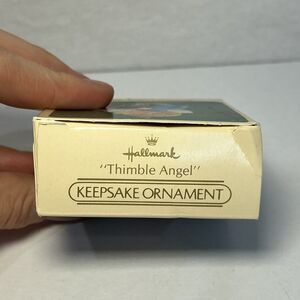 Hallmark
"Thimble Angel"
KEEPSAKE ORNAMENT